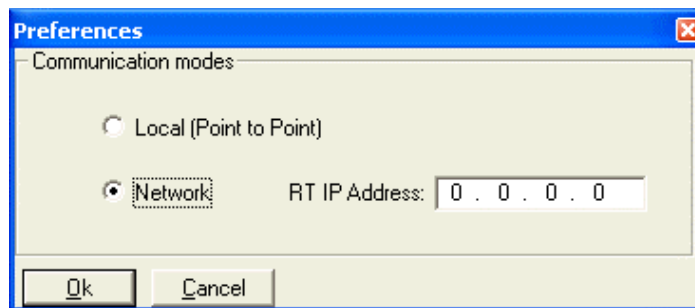 Preferences
Communication modes
Local (Point to Point)
Network RT IP Address: 0 . 0 . 0 . 0
Ok Cancel